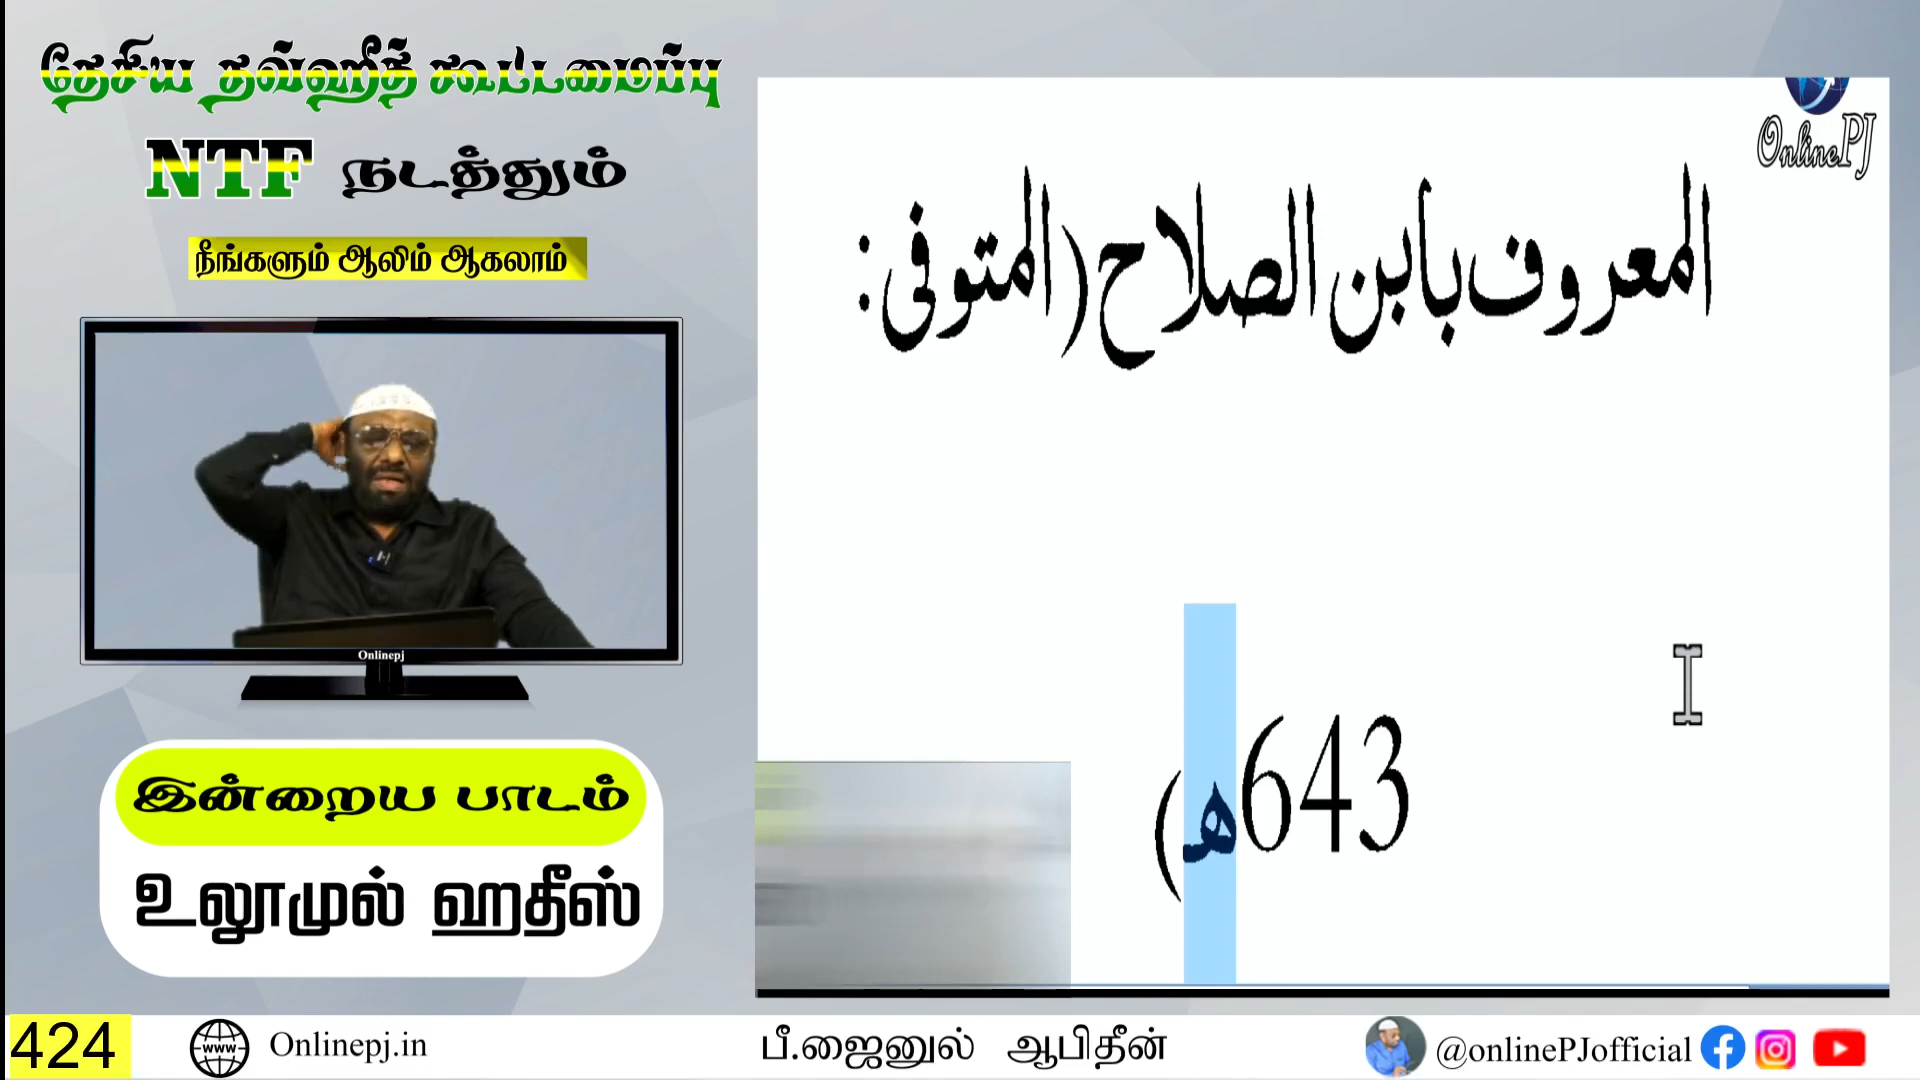 தேசிய தவ்ஹீத் கூட்டமைப்பு
NTF நடத்தும்
நீங்களும் ஆலிம் ஆகலாம்
Onlinepj
இன்றைய பாடம்
உலூமுல் ஹதீஸ்
OnlinePJ
المعروف بابن الصلاح (المتوفى:
643هـ)
424
www
Onlinepj.in
பீ.ஜைனுல் ஆபிதீன்
@onlinePJofficial